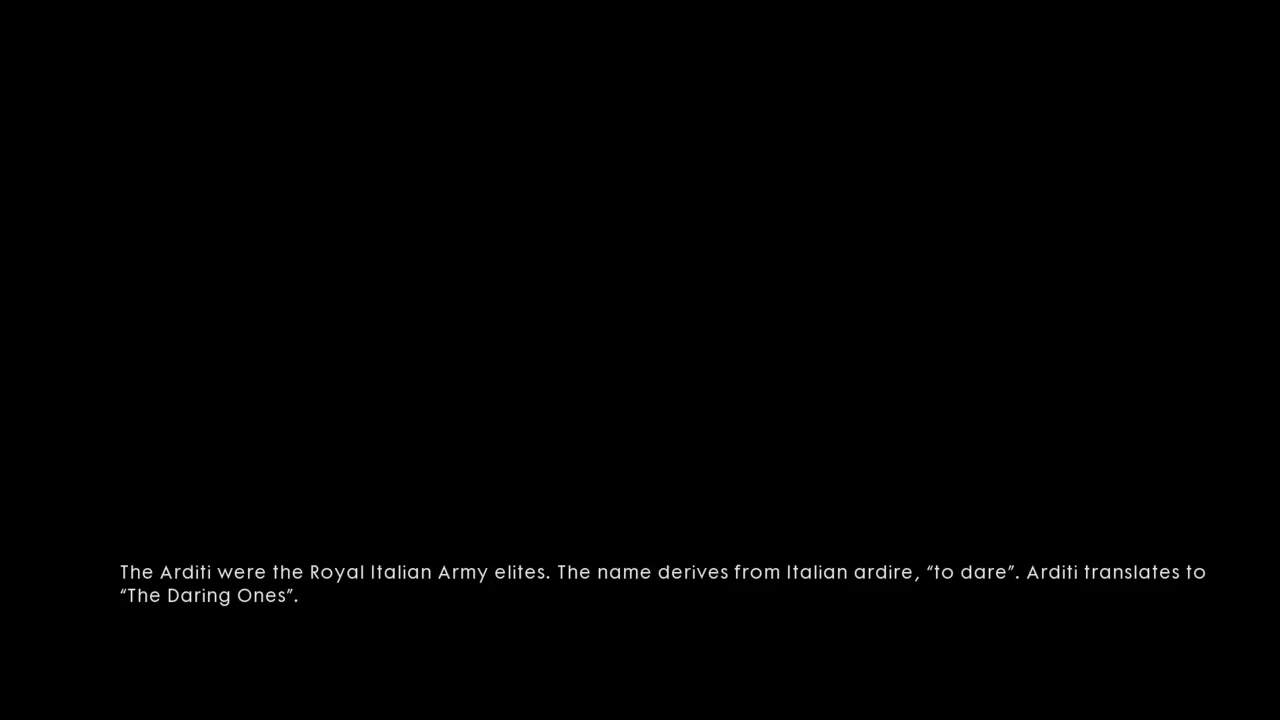 The Arditi were the Royal Italian Army elites. The name derives from Italian ardire, “to dare”. Arditi translates to
“The Daring Ones”.